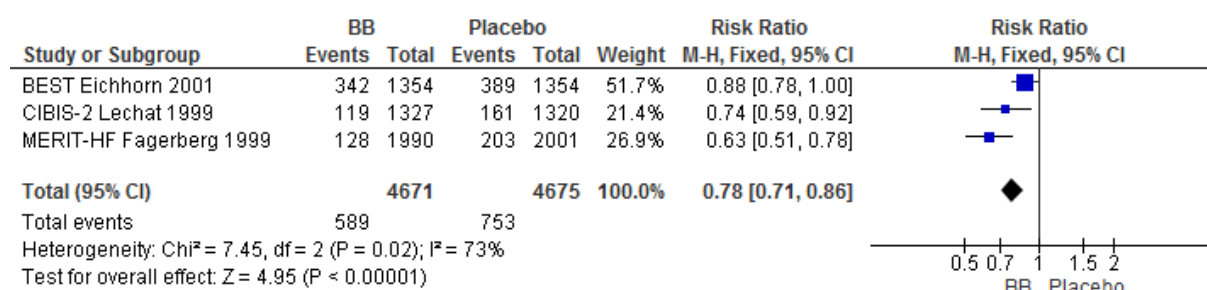 BB Placebo Risk Ratio Risk Ratio
Study or Subgroup Events Total Events Total Weight M-H, Fixed, 95% CI M-H, Fixed, 95% CI
BEST Eichhorn 2001 342 1354 389 1354 51.7% 0.88 [0.78, 1.00]
CIBIS-2 Lechat 1999 119 1327 161 1320 21.4% 0.74 [0.59, 0.92]
MERIT-HF Fagerberg 1999 128 1990 203 2001 26.9% 0.63 [0.51, 0.78]
Total (95% CI) 4671 4675 100.0% 0.78 [0.71, 0.86]
Total events 589 753
Heterogeneity: Chi² = 7.45, df = 2 (P = 0.02); I² = 73%
Test for overall effect: Z = 4.95 (P < 0.00001)
0.5 0.7 1 1.5 2
BB Placebo